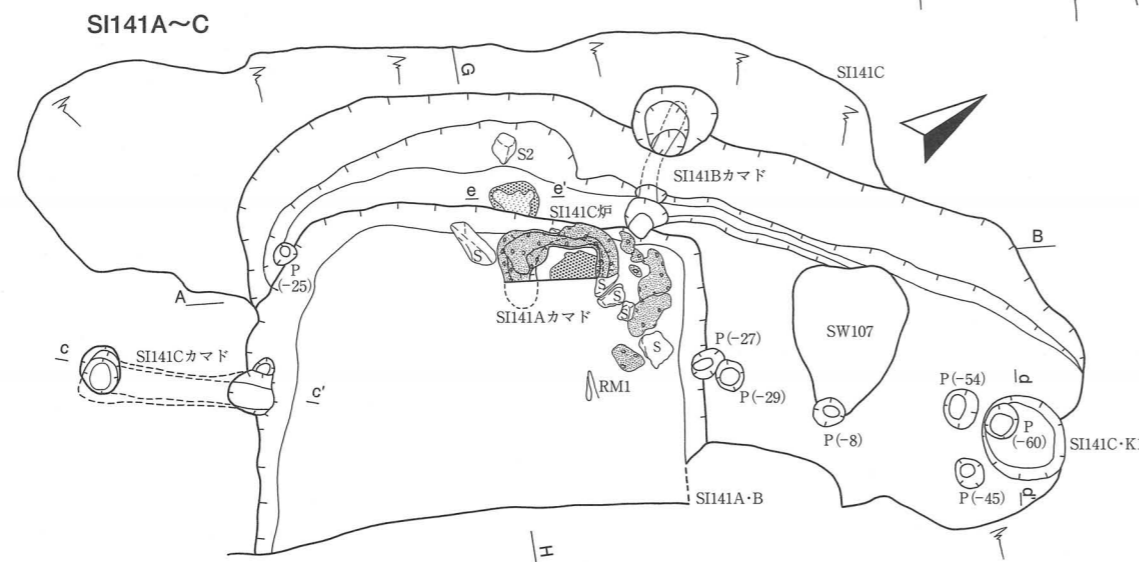 SI141A～C
G
SI141C
S2
SI141Bカマド
e
e'
SI141C炉
B
P
(-25)
S
A
S
S
S
SI141Aカマド
SW107
c
SI141Cカマド
P(-27)
S
c'
RM1
P(-29)
P(-54)
d
P
(-60)
P(-8)
SI141C・K1
P(-45)
d'
SI141A・B
H